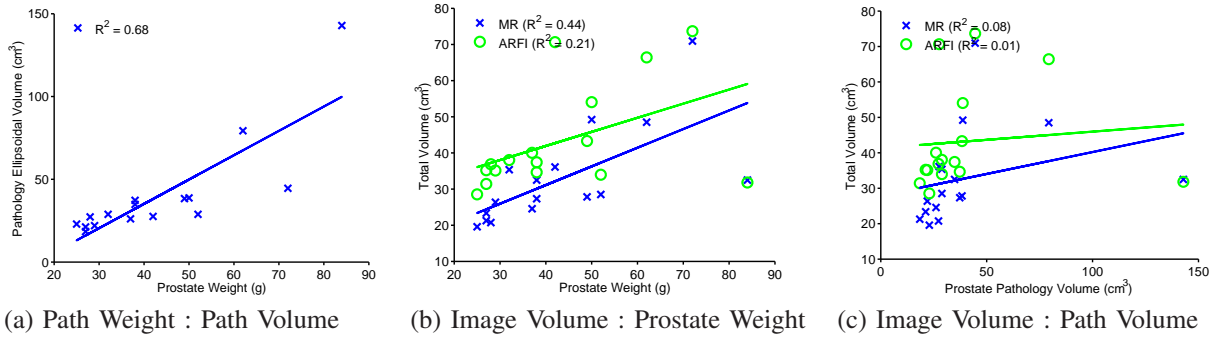 R² = 0.68
150
100
50
0
20 30 40 50 60 70 80 90
Pathology Ellipsoidal Volume (cm³)
Prostate Weight (g)
(a) Path Weight : Path Volume
MR (R² = 0.44)
ARFI (R² = 0.21)
80
70
60
50
40
30
20
10
20 30 40 50 60 70 80 90
Total Volume (cm³)
Prostate Weight (g)
(b) Image Volume : Prostate Weight
MR (R² = 0.08)
ARFI (R² = 0.01)
80
70
60
50
40
30
20
10
0 50 100 150
Total Volume (cm³)
Prostate Pathology Volume (cm³)
(c) Image Volume : Path Volume